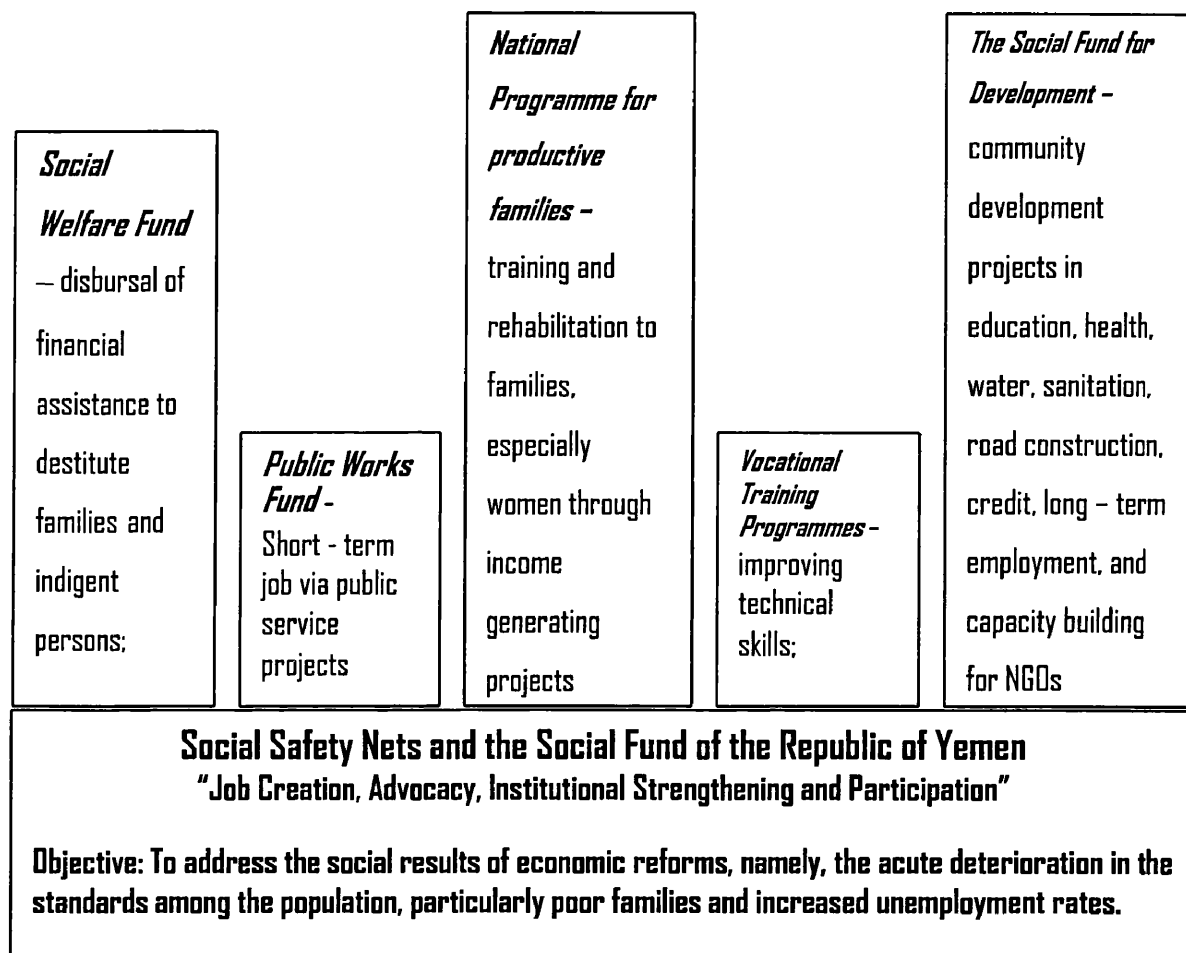 Social
Welfare Fund
– disbursal of
financial
assistance to
destitute
families and
indigent
persons;
Public Works
Fund -
Short - term
job via public
service
projects
National
Programme for
productive
families –
training and
rehabilitation to
families,
especially
women through
income
generating
projects
Vocational
Training
Programmes –
improving
technical
skills;
The Social Fund for
Development –
community
development
projects in
education, health,
water, sanitation,
road construction,
credit, long – term
employment, and
capacity building
for NGOs
Social Safety Nets and the Social Fund of the Republic of Yemen
"Job Creation, Advocacy, Institutional Strengthening and Participation"
Objective: To address the social results of economic reforms, namely, the acute deterioration in the
standards among the population, particularly poor families and increased unemployment rates.